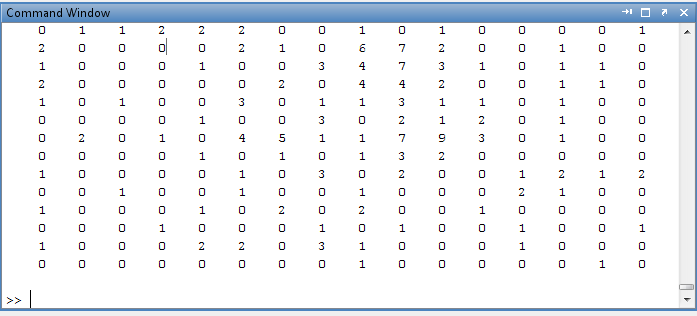 Command Window
0 1 1 2 2 2 0 0 1 0 1 0 0 0 0 1
2 0 0 0 0 2 1 0 6 7 2 0 0 1 0 0
1 0 0 0 1 0 0 3 4 7 3 1 0 1 1 0
2 0 0 0 0 0 2 0 4 4 2 0 0 1 1 0
1 0 1 0 0 3 0 1 1 3 1 1 0 1 0 0
0 0 0 0 1 0 0 3 0 2 1 2 0 1 0 0
0 2 0 1 0 4 5 1 1 7 9 3 0 1 0 0
0 0 0 0 1 0 1 0 1 3 2 0 0 0 0 0
1 0 0 0 0 1 0 3 0 2 0 0 1 2 1 2
0 0 1 0 0 1 0 0 1 0 0 0 2 1 0 0
1 0 0 0 1 0 2 0 2 0 0 1 0 0 0 0
0 0 0 1 0 0 0 1 0 1 0 0 1 0 0 1
1 0 0 0 2 2 0 3 1 0 0 0 1 0 0 0
0 0 0 0 0 0 0 0 1 0 0 0 0 0 1 0
>>